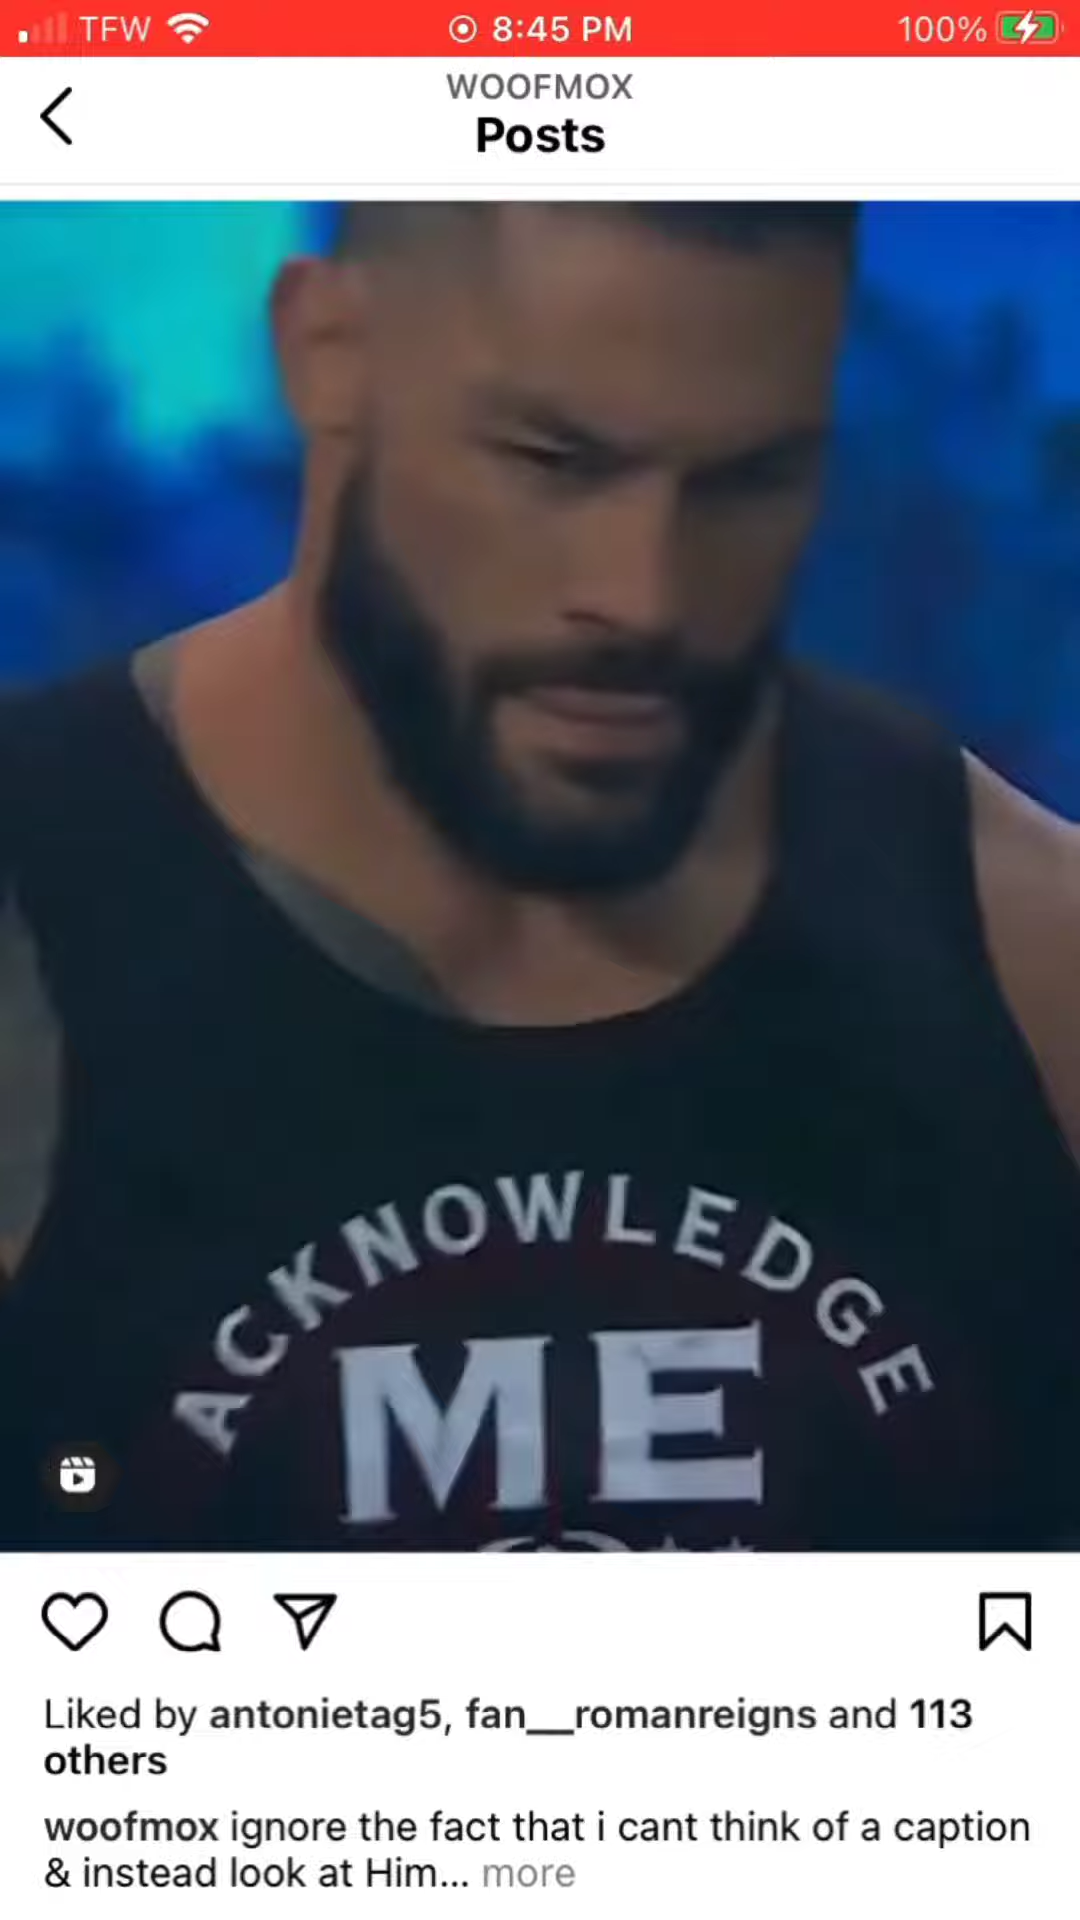 TFW
8:45 PM
100%
WOOFMOX
Posts
ACKNOWLEDGE
ME
Liked by antonietag5, fan__romanreigns and 113
others
woofmox ignore the fact that i cant think of a caption
& instead look at Him... more